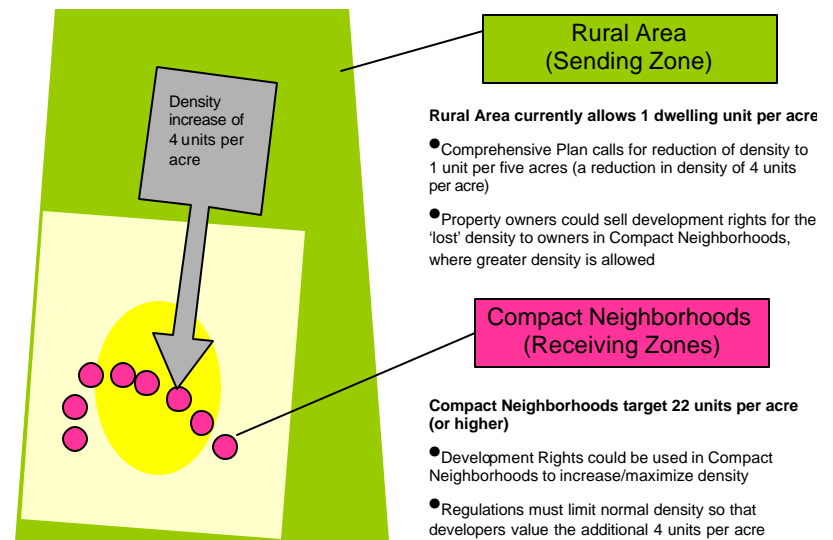 Rural Area
(Sending Zone)
Density
increase of
4 units per
acre
Rural Area currently allows 1 dwelling unit per acre
●Comprehensive Plan calls for reduction of density to
1 unit per five acres (a reduction in density of 4 units
per acre)
●Property owners could sell development rights for the
‘lost’ density to owners in Compact Neighborhoods,
where greater density is allowed
Compact Neighborhoods
(Receiving Zones)
Compact Neighborhoods target 22 units per acre
(or higher)
●Development Rights could be used in Compact
Neighborhoods to increase/maximize density
●Regulations must limit normal density so that
developers value the additional 4 units per acre